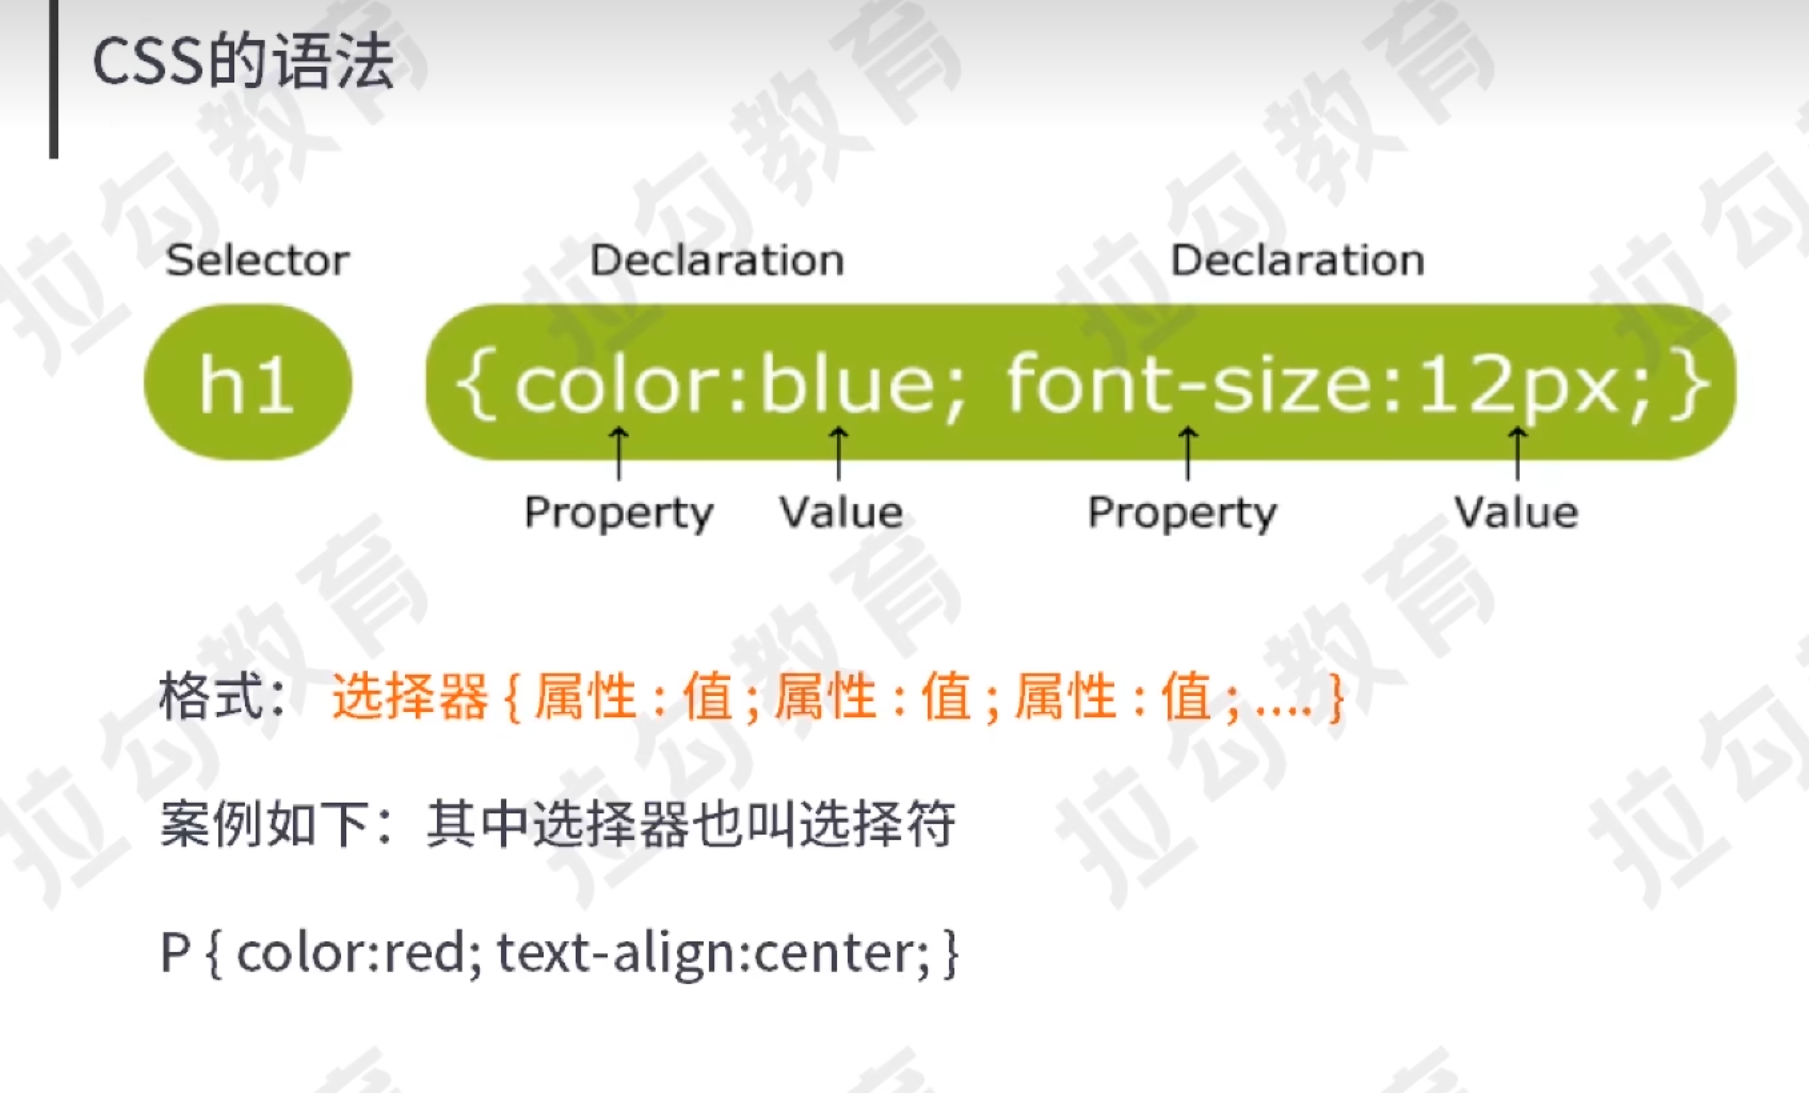 CSS的语法
Selector Declaration Declaration
h1 {color:blue; font-size:12px;}
Property Value Property Value
格式： 选择器 { 属性 : 值 ; 属性 : 值 ; 属性 : 值 ; .... }
案例如下：其中选择器也叫选择符
P { color:red; text-align:center; }
拉勾教育
拉勾教育
拉勾教育
拉勾
拉勾教育
拉勾教育
拉勾教育
拉勾